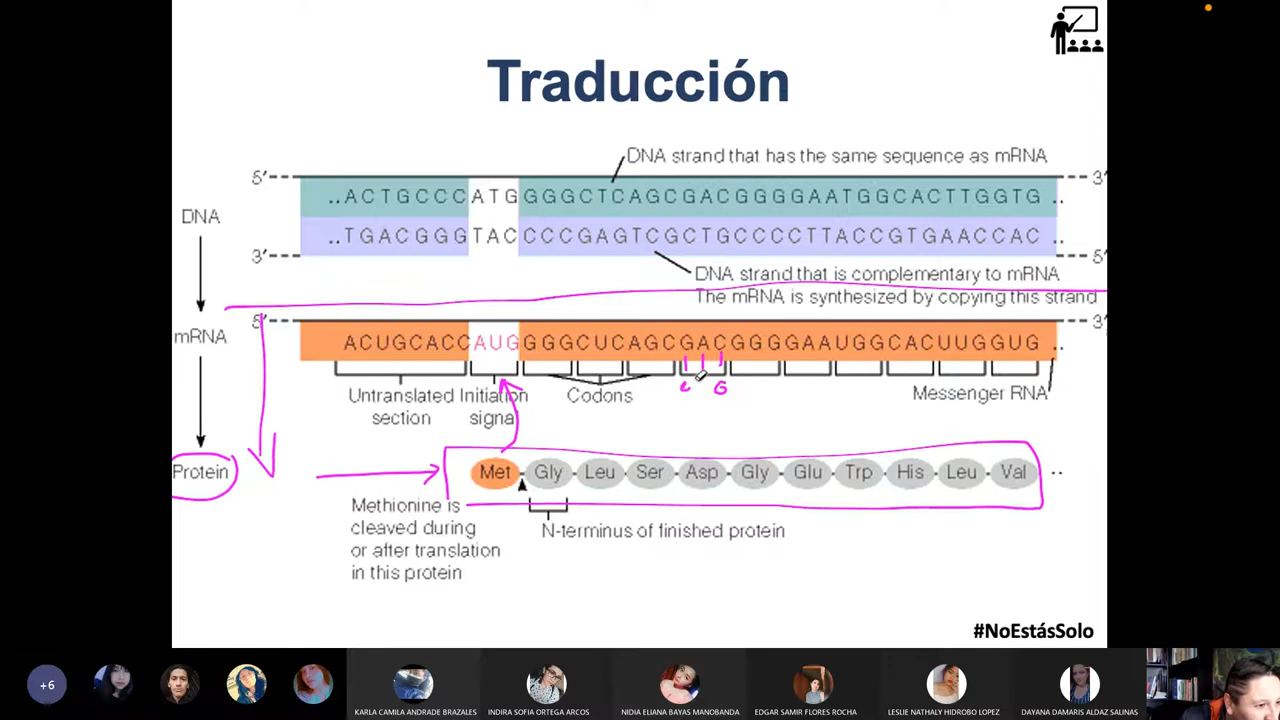 Traducción
DNA strand that has the same sequence as mRNA
5' 3'
DNA
..ACTGCCCATGGGGCTCAGCGACGGGGAATGGCACTTGGTG..
..TGACGGGTACCCCGAGTCGCTGCCCCTTACCGTGAACCAC..
3' 5'
DNA strand that is complementary to mRNA
The mRNA is synthesized by copying this strand
5' 3'
mRNA
ACUGCACCAUGGGGCUCAGCGACGGGGAAUGGCACUUGGUG..
C G
Untranslated section
Initiation signa
Codons
Messenger RNA
Protein
Met Gly Leu Ser Asp Gly Glu Trp His Leu Val ..
Methionine is
cleaved during
or after translation
in this protein
N-terminus of finished protein
#NoEstásSolo
+6
KARLA CAMILA ANDRADE BRAZALES
INDIRA SOFIA ORTEGA ARCOS
NIDIA ELIANA BAYAS MANOBANDA
EDGAR SAMIR FLORES ROCHA
LESLIE NATHALY HIDROBO LOPEZ
DAYANA DAMARIS ALDAZ SALINAS